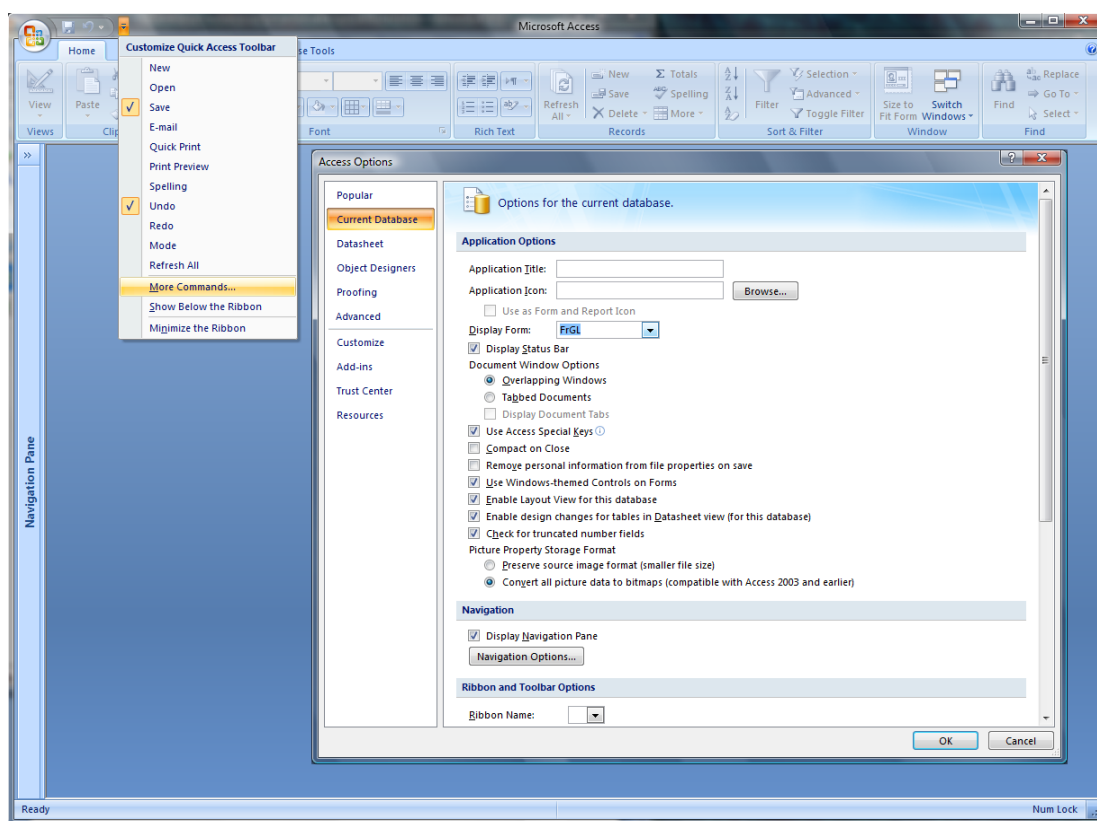 Microsoft Access
Home
se Tools
Customize Quick Access Toolbar
New
Open
Save
E-mail
Quick Print
Print Preview
Spelling
Undo
Redo
Mode
Refresh All
More Commands...
Show Below the Ribbon
Minimize the Ribbon
View
Paste
Views
Clip
Font
Rich Text
Refresh All
New
Save
Delete
Totals
Spelling
More
Records
Filter
Selection
Advanced
Toggle Filter
Sort & Filter
Size to Fit Form
Switch Windows
Window
Find
Replace
Go To
Select
Find
Navigation Pane
Access Options
Popular
Current Database
Datasheet
Object Designers
Proofing
Advanced
Customize
Add-ins
Trust Center
Resources
Options for the current database.
Application Options
Application Title:
Application Icon:
Browse...
Use as Form and Report Icon
Display Form: FrGL
Display Status Bar
Document Window Options
Overlapping Windows
Tabbed Documents
Display Document Tabs
Use Access Special Keys
Compact on Close
Remove personal information from file properties on save
Use Windows-themed Controls on Forms
Enable Layout View for this database
Enable design changes for tables in Datasheet view (for this database)
Check for truncated number fields
Picture Property Storage Format
Preserve source image format (smaller file size)
Convert all picture data to bitmaps (compatible with Access 2003 and earlier)
Navigation
Display Navigation Pane
Navigation Options...
Ribbon and Toolbar Options
Ribbon Name:
OK
Cancel
Ready
Num Lock